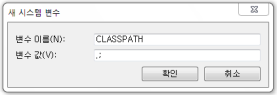 새 시스템 변수
변수 이름(N): CLASSPATH
변수 값(V): .;
확인 취소